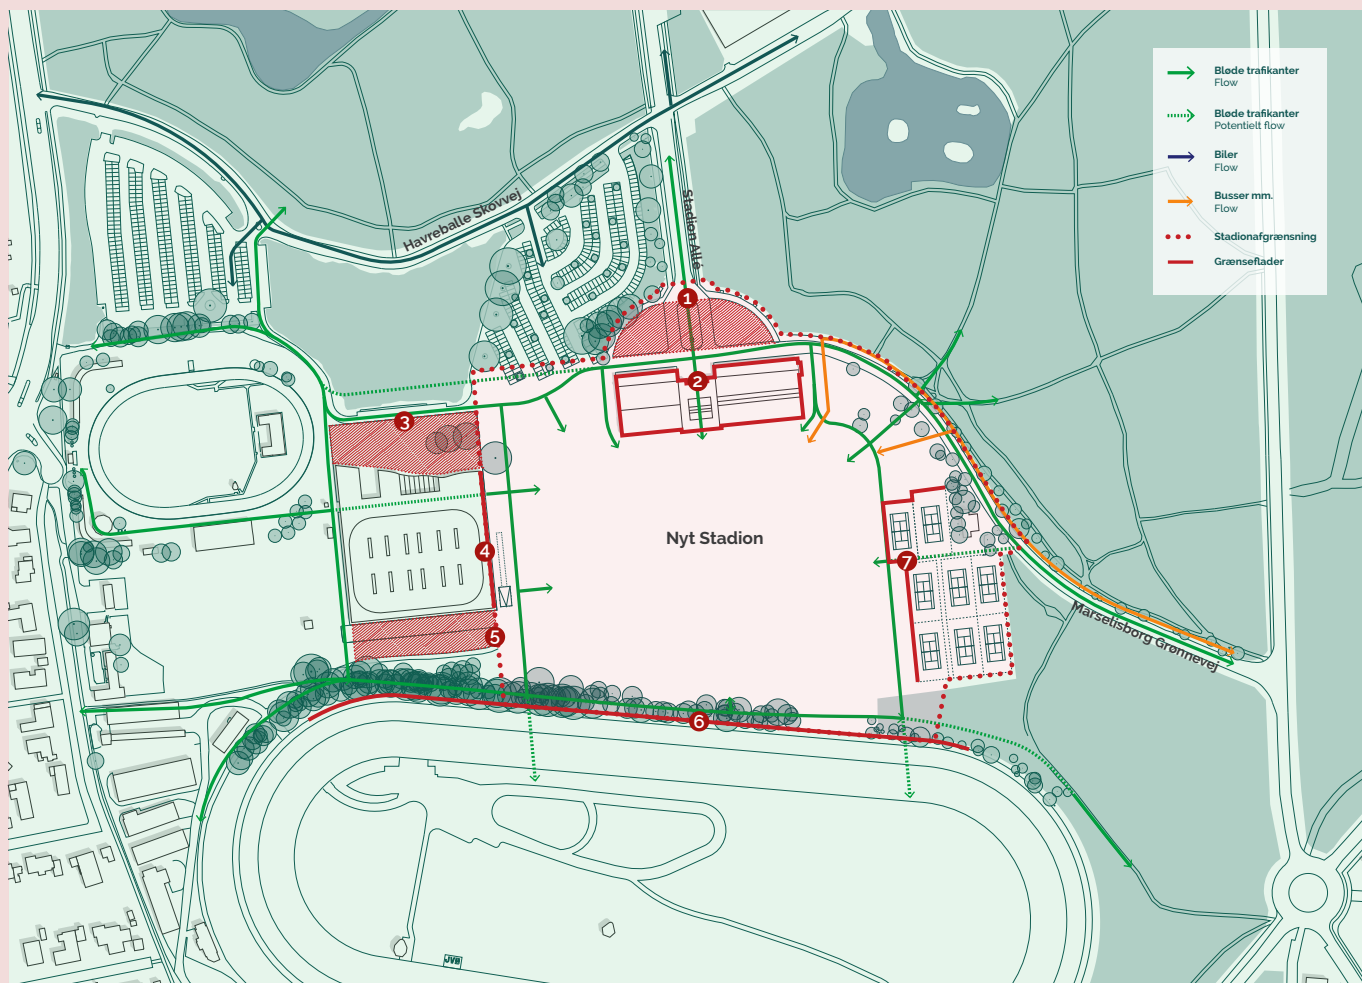 Bløde trafikanter
Flow
Bløde trafikanter
Potentielt flow
Biler
Flow
Busser mm.
Flow
Stadionafgrænsning
Grænseflader
Havreballe Skovvej
Stadion Allé
1
2
3
Nyt Stadion
4
7
Marselisborg Grønnevej
5
6
JVB